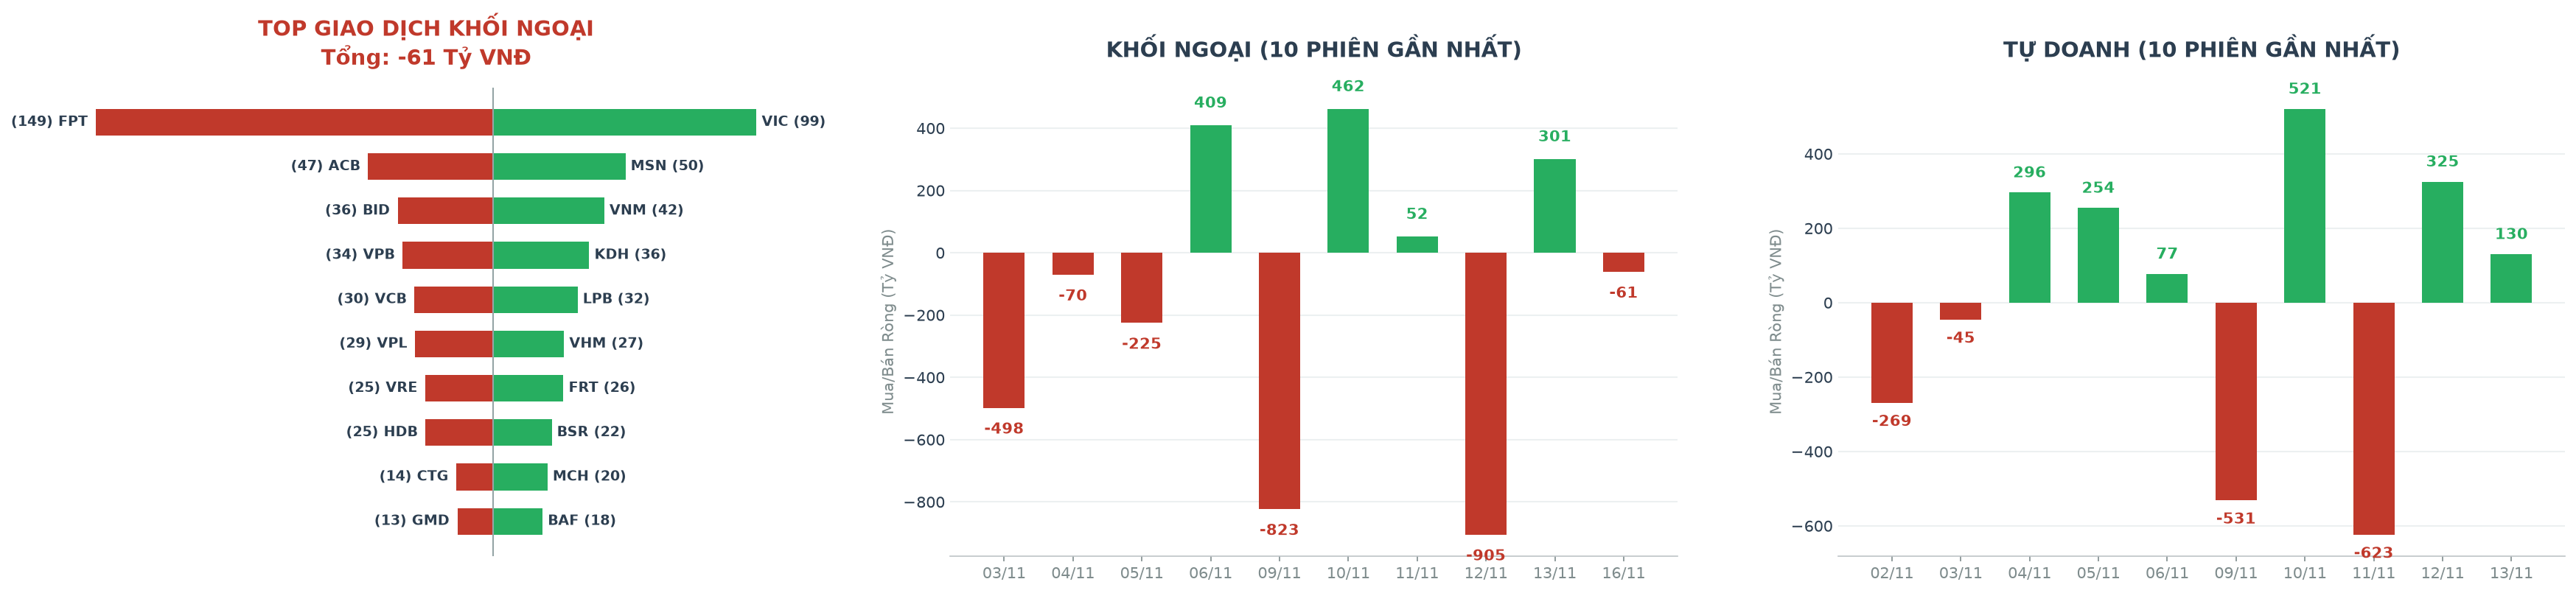 TOP GIAO DỊCH KHỐI NGOẠI
Tổng: -61 Tỷ VNĐ
(149) FPT VIC (99)
(47) ACB MSN (50)
(36) BID VNM (42)
(34) VPB KDH (36)
(30) VCB LPB (32)
(29) VPL VHM (27)
(25) VRE FRT (26)
(25) HDB BSR (22)
(14) CTG MCH (20)
(13) GMD BAF (18)
KHỐI NGOẠI (10 PHIÊN GẦN NHẤT)
Mua/Bán Ròng (Tỷ VNĐ)
400
200
0
−200
−400
−600
−800
-498
-70
-225
409
-823
462
52
-905
301
-61
03/11 04/11 05/11 06/11 09/11 10/11 11/11 12/11 13/11 16/11
TỰ DOANH (10 PHIÊN GẦN NHẤT)
Mua/Bán Ròng (Tỷ VNĐ)
400
200
0
−200
−400
−600
-269
-45
296
254
77
-531
521
-623
325
130
02/11 03/11 04/11 05/11 06/11 09/11 10/11 11/11 12/11 13/11